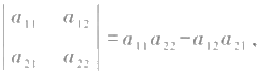 | a₁₁ a₁₂ |
| a₂₁ a₂₂ | = a₁₁a₂₂ − a₁₂a₂₁ ,